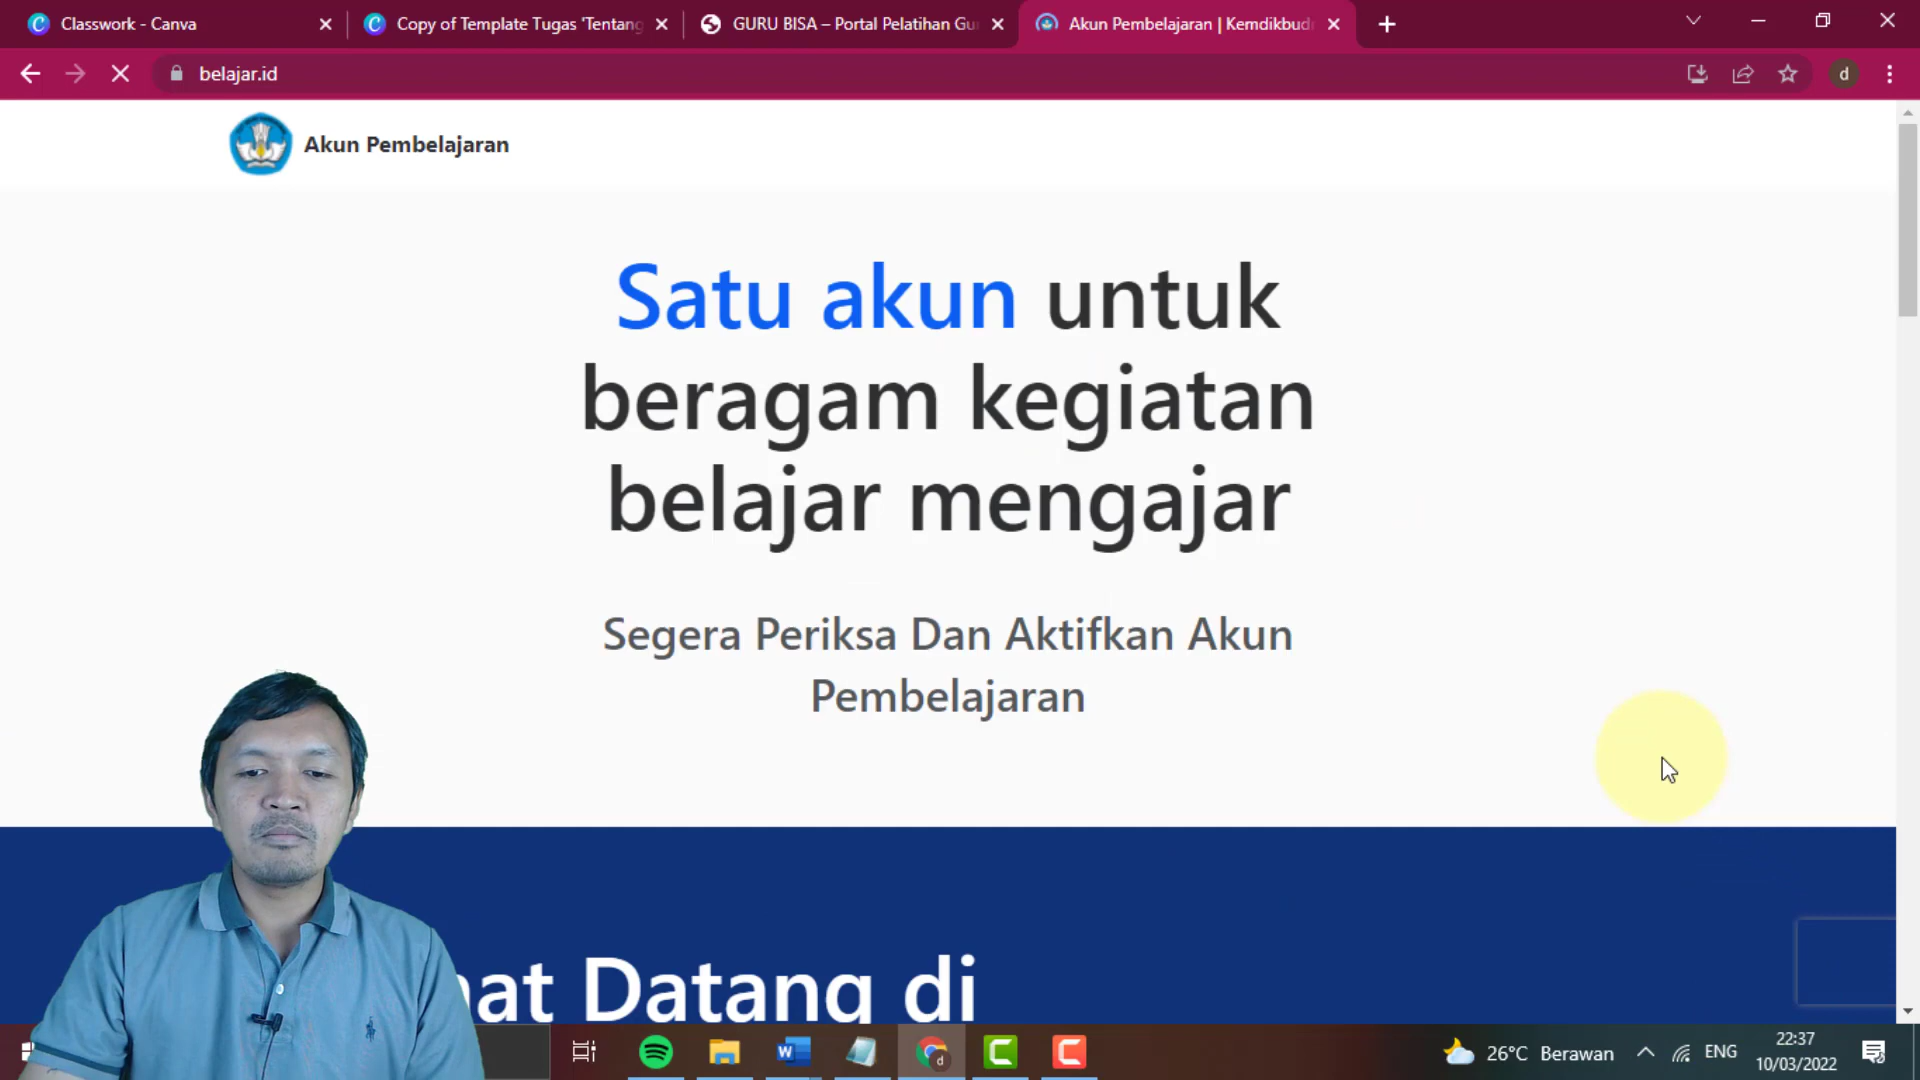 Classwork - Canva
Copy of Template Tugas 'Tentang
GURU BISA – Portal Pelatihan Gu
Akun Pembelajaran | Kemdikbud
belajar.id
d
Akun Pembelajaran
Satu akun untuk
beragam kegiatan
belajar mengajar
Segera Periksa Dan Aktifkan Akun
Pembelajaran
at Datang di
26°C Berawan
ENG
22:37
10/03/2022